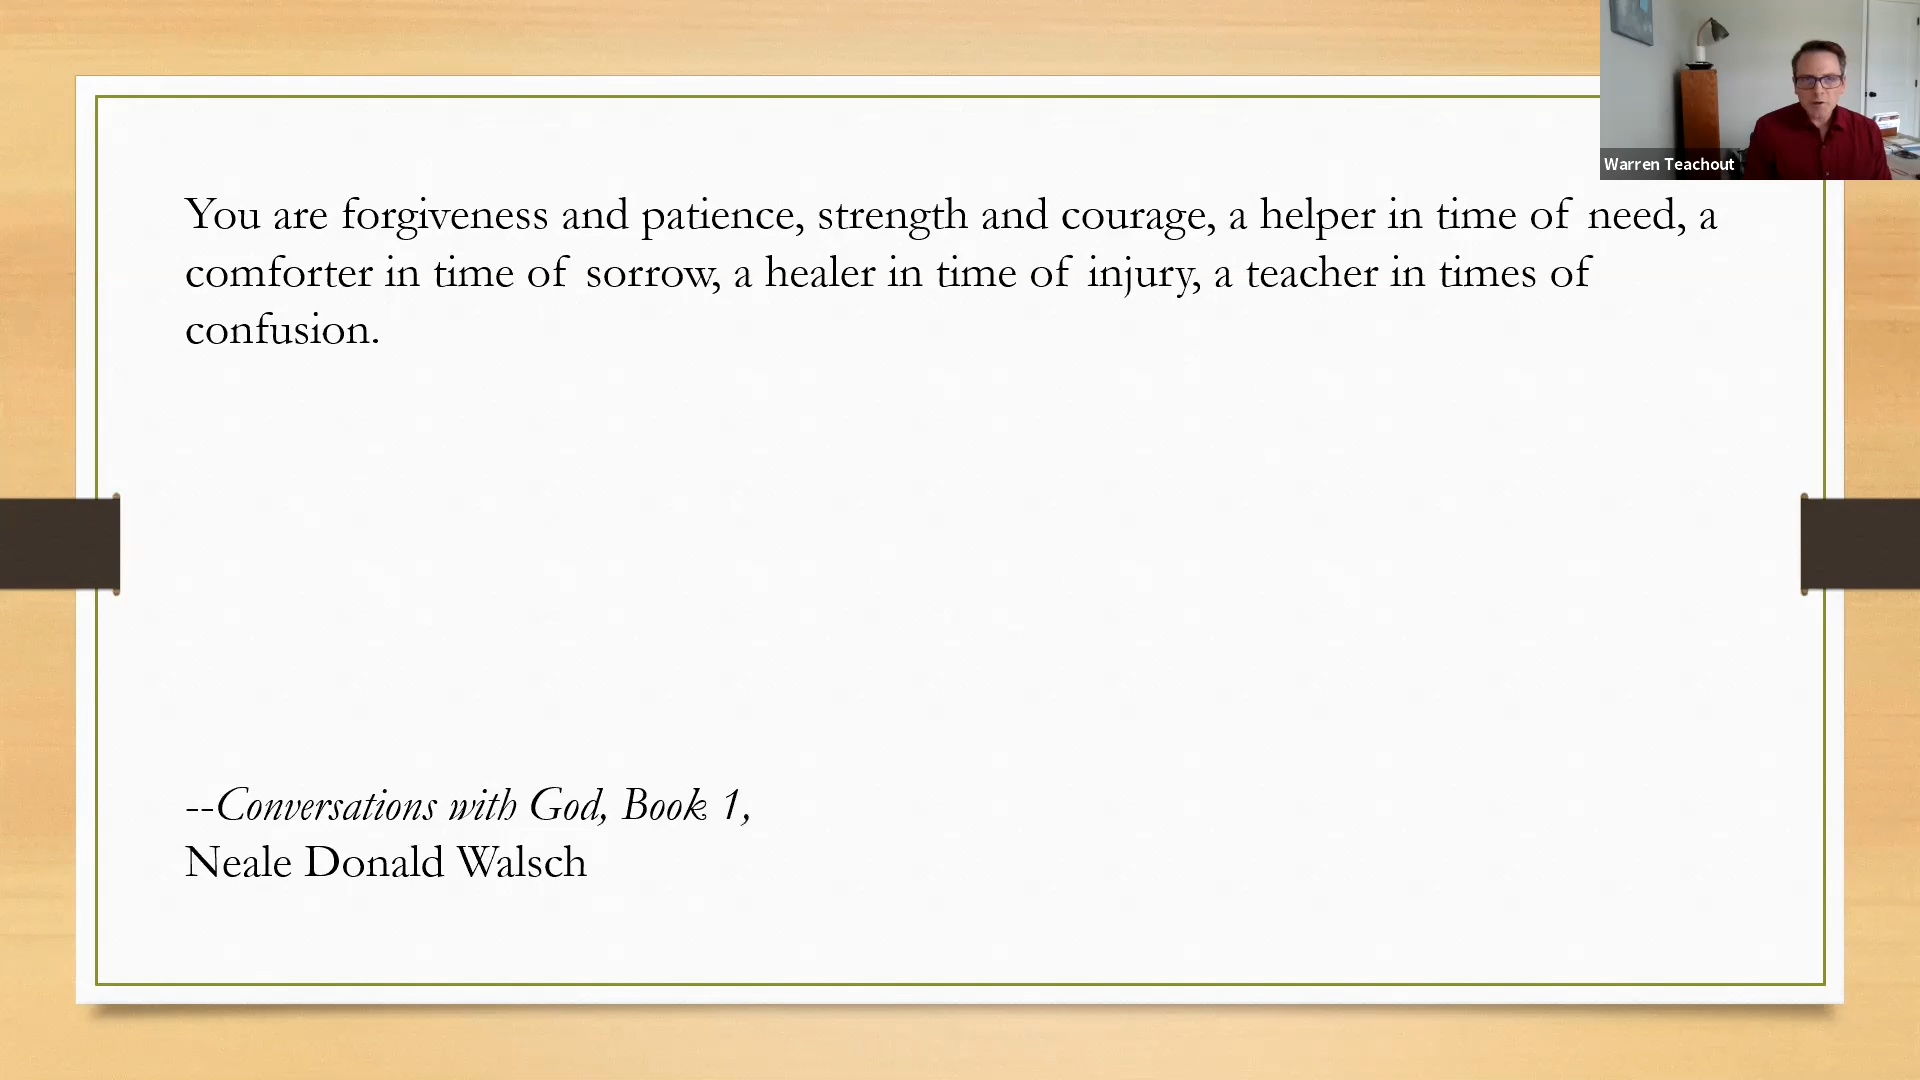 Warren Teachout
You are forgiveness and patience, strength and courage, a helper in time of need, a
comforter in time of sorrow, a healer in time of injury, a teacher in times of
confusion.
--Conversations with God, Book 1,
Neale Donald Walsch